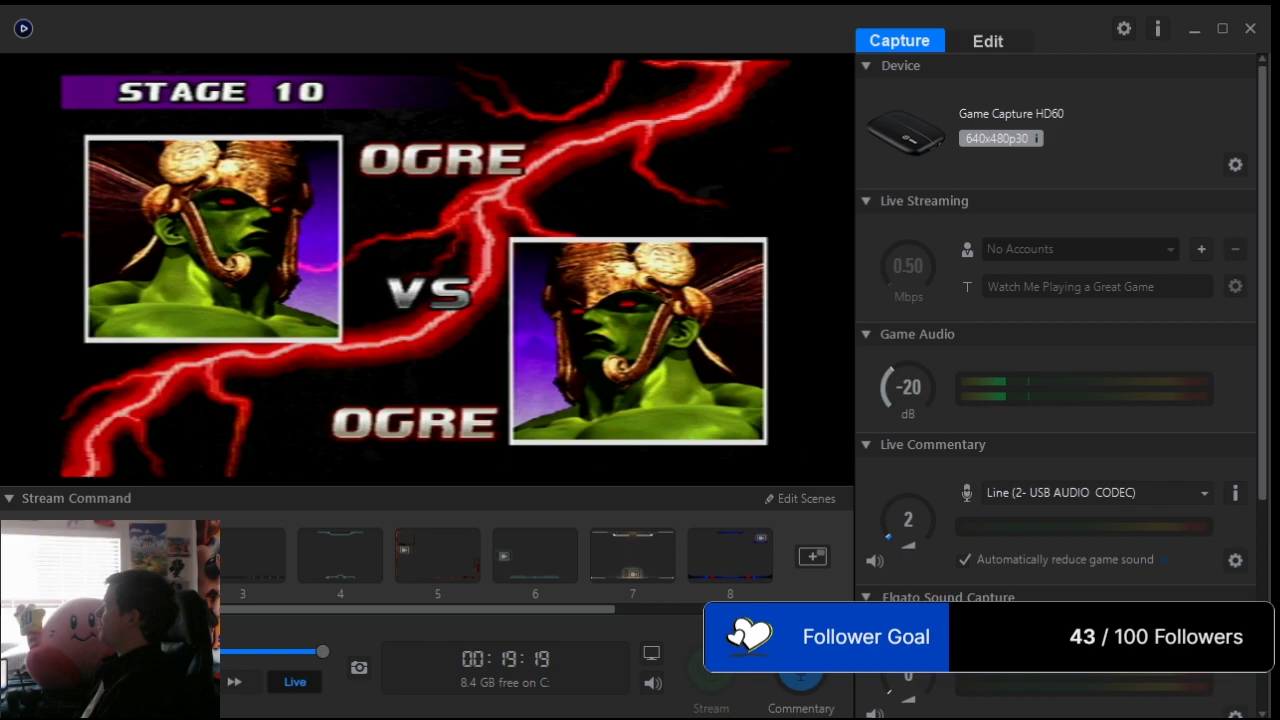 Capture
Edit
Device
STAGE 10
Game Capture HD60
640x480p30
OGRE
Live Streaming
No Accounts
0.50
Mbps
T
Watch Me Playing a Great Game
VS
Game Audio
-20
dB
OGRE
Live Commentary
Stream Command
Edit Scenes
Line (2- USB AUDIO CODEC)
2
Automatically reduce game sound
3
4
5
6
7
8
Elgato Sound Capture
Follower Goal
43 / 100 Followers
00:19:19
8.4 GB free on C:
Live
Stream
Commentary